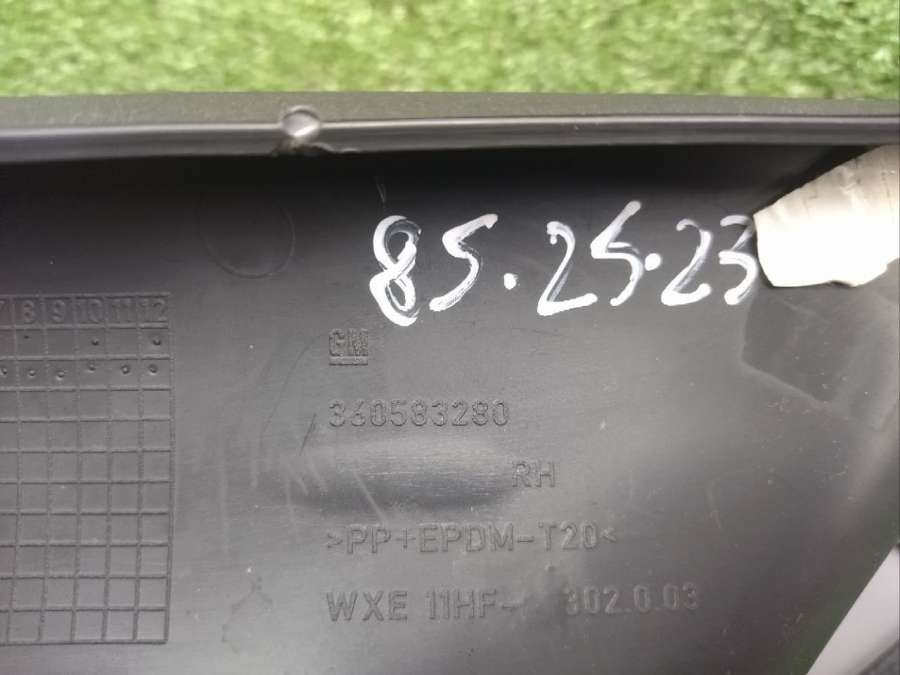 85.25.23
7 8 9 10 11 12
GM
360583280
RH
>PP+EPDM-T20<
WXE 11HF- 302.0.03